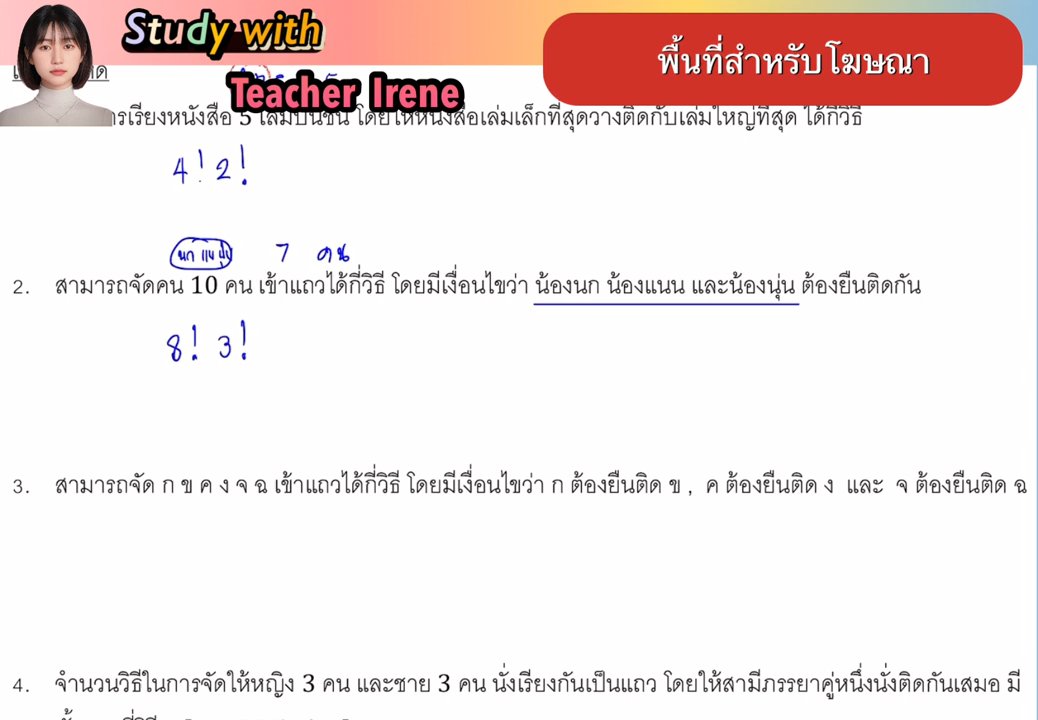 Study with
Teacher Irene
พื้นที่สำหรับโฆษณา
เรียงหนังสือ 5 เล่มบนชั้น โดยให้หนังสือเล่มเล็กที่สุดวางติดกับเล่มใหญ่ที่สุด ได้กี่วิธี
4! 2!
นก แนน นุ่น 7 คน
2. สามารถจัดคน 10 คน เข้าแถวได้กี่วิธี โดยมีเงื่อนไขว่า น้องนก น้องแนน และน้องนุ่น ต้องยืนติดกัน
8! 3!
3. สามารถจัด ก ข ค ง จ ฉ เข้าแถวได้กี่วิธี โดยมีเงื่อนไขว่า ก ต้องยืนติด ข , ค ต้องยืนติด ง และ จ ต้องยืนติด ฉ
4. จำนวนวิธีในการจัดให้หญิง 3 คน และชาย 3 คน นั่งเรียงกันเป็นแถว โดยให้สามีภรรยาคู่หนึ่งนั่งติดกันเสมอ มี